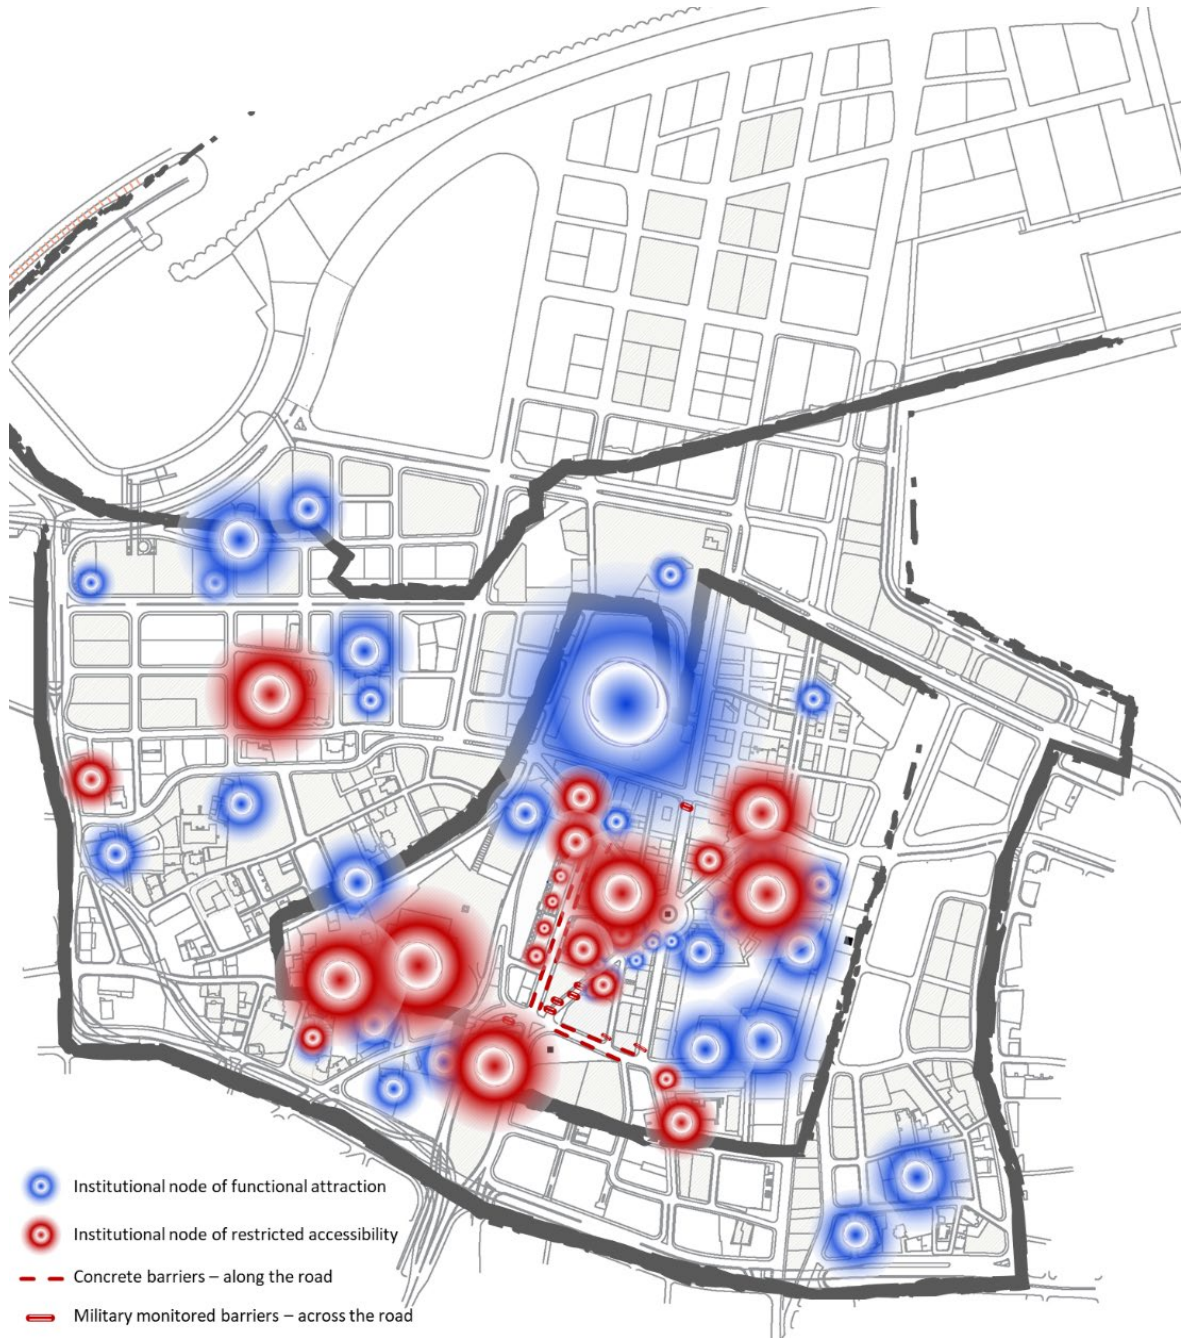 Institutional node of functional attraction
Institutional node of restricted accessibility
Concrete barriers – along the road
Military monitored barriers – across the road